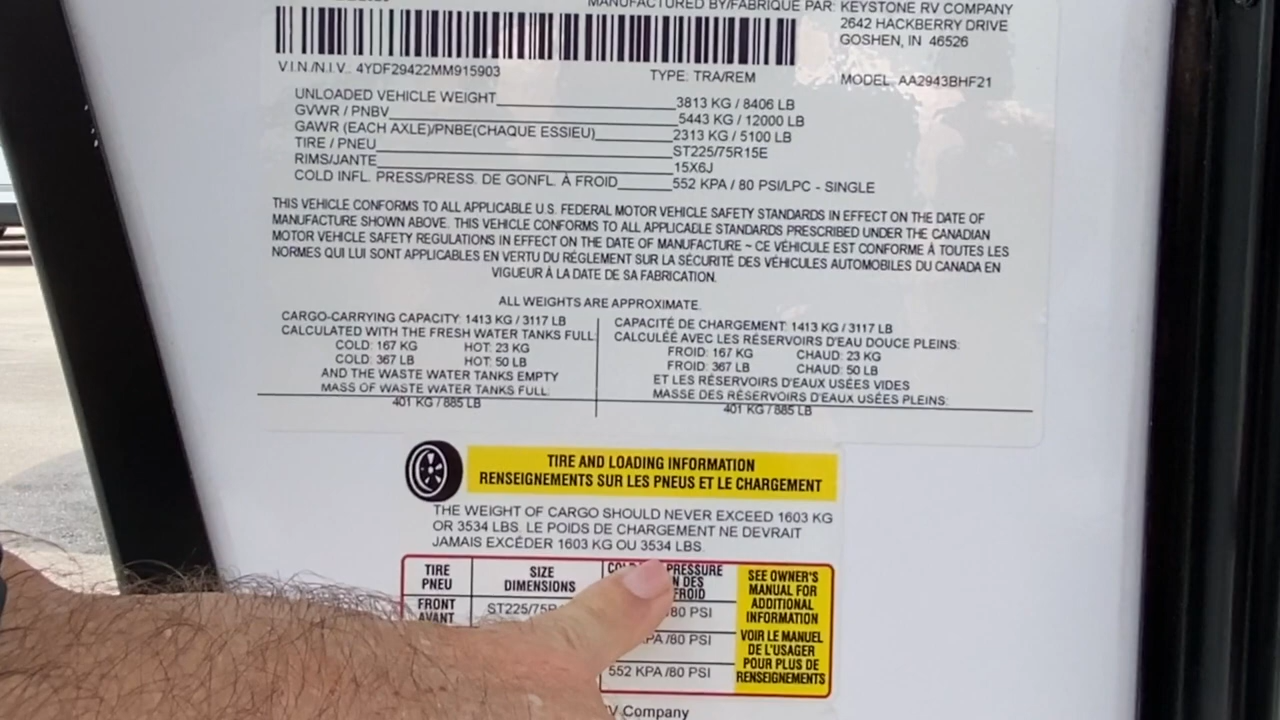 MANUFACTURED BY/FABRIQUE PAR: KEYSTONE RV COMPANY
2642 HACKBERRY DRIVE
GOSHEN, IN 46526
V.I.N./N.I.V.. 4YDF29422MM915903 TYPE: TRA/REM MODEL AA2943BHF21
UNLOADED VEHICLE WEIGHT 3813 KG / 8406 LB
GVWR / PNBV 5443 KG / 12000 LB
GAWR (EACH AXLE)/PNBE(CHAQUE ESSIEU) 2313 KG / 5100 LB
TIRE / PNEU ST225/75R15E
RIMS/JANTE 15X6J
COLD INFL. PRESS/PRESS. DE GONFL. À FROID 552 KPA / 80 PSI/LPC - SINGLE
THIS VEHICLE CONFORMS TO ALL APPLICABLE U.S. FEDERAL MOTOR VEHICLE SAFETY STANDARDS IN EFFECT ON THE DATE OF
MANUFACTURE SHOWN ABOVE. THIS VEHICLE CONFORMS TO ALL APPLICABLE STANDARDS PRESCRIBED UNDER THE CANADIAN
MOTOR VEHICLE SAFETY REGULATIONS IN EFFECT ON THE DATE OF MANUFACTURE ~ CE VÉHICULE EST CONFORME À TOUTES LES
NORMES QUI LUI SONT APPLICABLES EN VERTU DU RÉGLEMENT SUR LA SÉCURITÉ DES VÉHICULES AUTOMOBILES DU CANADA EN
VIGUEUR À LA DATE DE SA FABRICATION.
ALL WEIGHTS ARE APPROXIMATE.
CARGO-CARRYING CAPACITY: 1413 KG / 3117 LB
CALCULATED WITH THE FRESH WATER TANKS FULL:
COLD: 167 KG HOT: 23 KG
COLD: 367 LB HOT: 50 LB
AND THE WASTE WATER TANKS EMPTY
MASS OF WASTE WATER TANKS FULL:
401 KG / 885 LB
CAPACITÉ DE CHARGEMENT: 1413 KG / 3117 LB
CALCULÉE AVEC LES RÉSERVOIRS D'EAU DOUCE PLEINS:
FROID: 167 KG CHAUD: 23 KG
FROID: 367 LB CHAUD: 50 LB
ET LES RÉSERVOIRS D'EAUX USÉES VIDES
MASSE DES RÉSERVOIRS D'EAUX USÉES PLEINS:
401 KG / 885 LB
TIRE AND LOADING INFORMATION
RENSEIGNEMENTS SUR LES PNEUS ET LE CHARGEMENT
THE WEIGHT OF CARGO SHOULD NEVER EXCEED 1603 KG
OR 3534 LBS. LE POIDS DE CHARGEMENT NE DEVRAIT
JAMAIS EXCÉDER 1603 KG OU 3534 LBS.
TIRE
PNEU
SIZE
DIMENSIONS
PRESSURE
DES
FROID
FRONT
AVANT
ST225/75R
80 PSI
/80 PSI
552 KPA /80 PSI
SEE OWNER'S
MANUAL FOR
ADDITIONAL
INFORMATION
VOIR LE MANUEL
DE L'USAGER
POUR PLUS DE
RENSEIGNEMENTS
Company